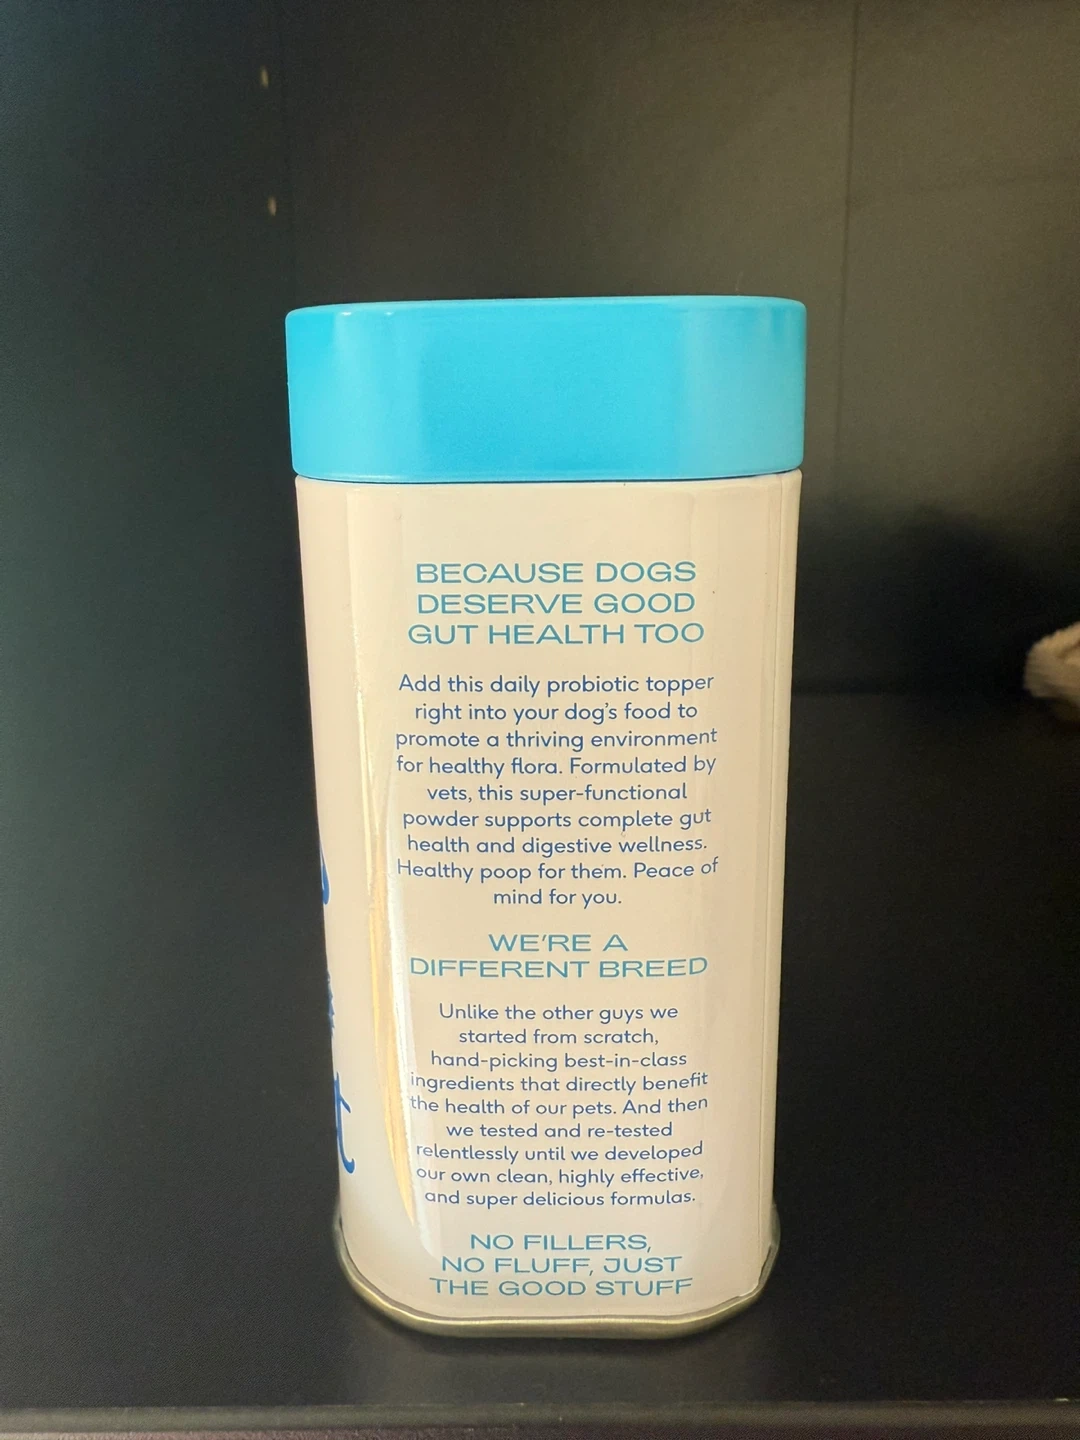 BECAUSE DOGS
DESERVE GOOD
GUT HEALTH TOO
Add this daily probiotic topper
right into your dog's food to
promote a thriving environment
for healthy flora. Formulated by
vets, this super-functional
powder supports complete gut
health and digestive wellness.
Healthy poop for them. Peace of
mind for you.
WE'RE A
DIFFERENT BREED
Unlike the other guys we
started from scratch,
hand-picking best-in-class
ingredients that directly benefit
the health of our pets. And then
we tested and re-tested
relentlessly until we developed
our own clean, highly effective,
and super delicious formulas.
NO FILLERS,
NO FLUFF, JUST
THE GOOD STUFF